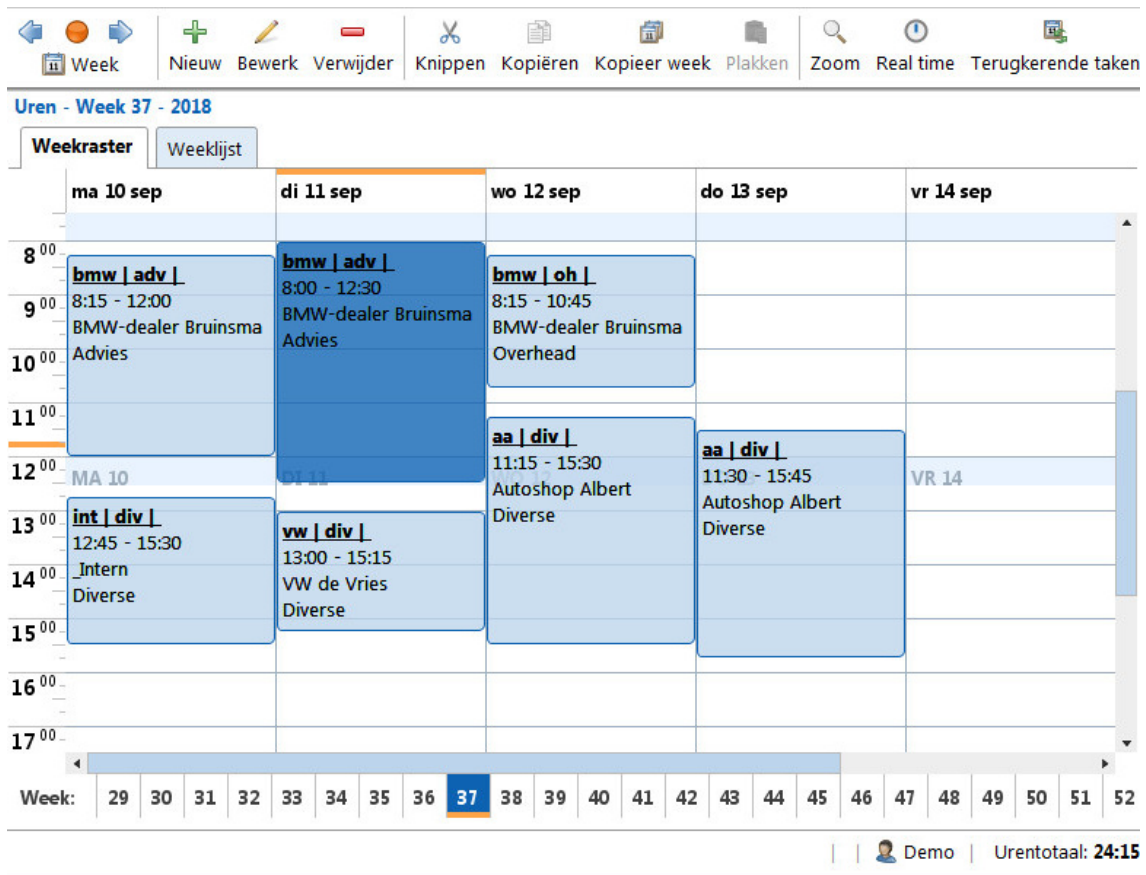 Week
Nieuw Bewerk Verwijder Knippen Kopiëren Kopieer week Plakken Zoom Real time Terugkerende taken
Uren - Week 37 - 2018
Weekraster Weeklijst
ma 10 sep di 11 sep wo 12 sep do 13 sep vr 14 sep
8 00
9 00
10 00
11 00
12 00
13 00
14 00
15 00
16 00
17 00
bmw | adv |
8:15 - 12:00
BMW-dealer Bruinsma
Advies
MA 10
int | div |
12:45 - 15:30
_Intern
Diverse
bmw | adv |
8:00 - 12:30
BMW-dealer Bruinsma
Advies
DI 11
vw | div |
13:00 - 15:15
VW de Vries
Diverse
bmw | oh |
8:15 - 10:45
BMW-dealer Bruinsma
Overhead
aa | div |
11:15 - 15:30
Autoshop Albert
Diverse
WO 12
aa | div |
11:30 - 15:45
Autoshop Albert
Diverse
VR 14
Week: 29 30 31 32 33 34 35 36 37 38 39 40 41 42 43 44 45 46 47 48 49 50 51 52
Demo | Urentotaal: 24:15